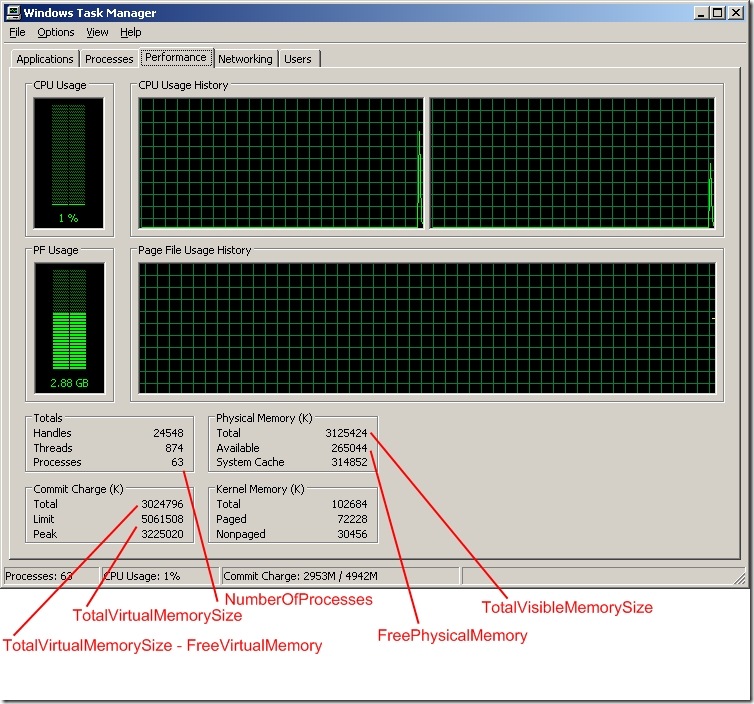 Windows Task Manager
File Options View Help
Applications Processes Performance Networking Users
CPU Usage CPU Usage History
1 %
PF Usage Page File Usage History
2.88 GB
Totals Physical Memory (K)
Handles 24548 Total 3125424
Threads 874 Available 265044
Processes 63 System Cache 314852
Commit Charge (K) Kernel Memory (K)
Total 3024796 Total 102684
Limit 5061508 Paged 72228
Peak 3225020 Nonpaged 30456
Processes: 63 CPU Usage: 1% Commit Charge: 2953M / 4942M
NumberOfProcesses
TotalVisibleMemorySize
TotalVirtualMemorySize
FreePhysicalMemory
TotalVirtualMemorySize - FreeVirtualMemory